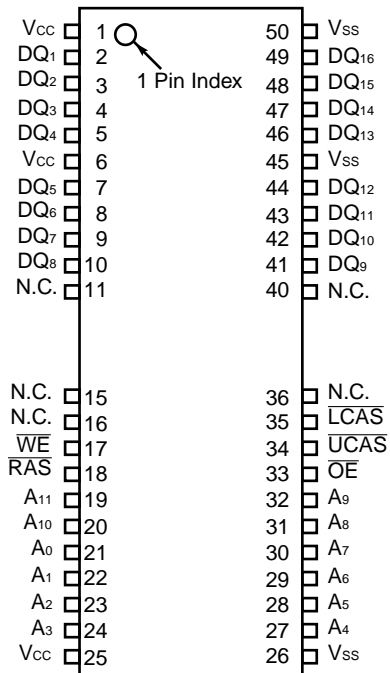 VCC 1 50 VSS
DQ1 2 49 DQ16
DQ2 3 1 Pin Index 48 DQ15
DQ3 4 47 DQ14
DQ4 5 46 DQ13
VCC 6 45 VSS
DQ5 7 44 DQ12
DQ6 8 43 DQ11
DQ7 9 42 DQ10
DQ8 10 41 DQ9
N.C. 11 40 N.C.
N.C. 15 36 N.C.
N.C. 16 35 LCAS
WE 17 34 UCAS
RAS 18 33 OE
A11 19 32 A9
A10 20 31 A8
A0 21 30 A7
A1 22 29 A6
A2 23 28 A5
A3 24 27 A4
VCC 25 26 VSS